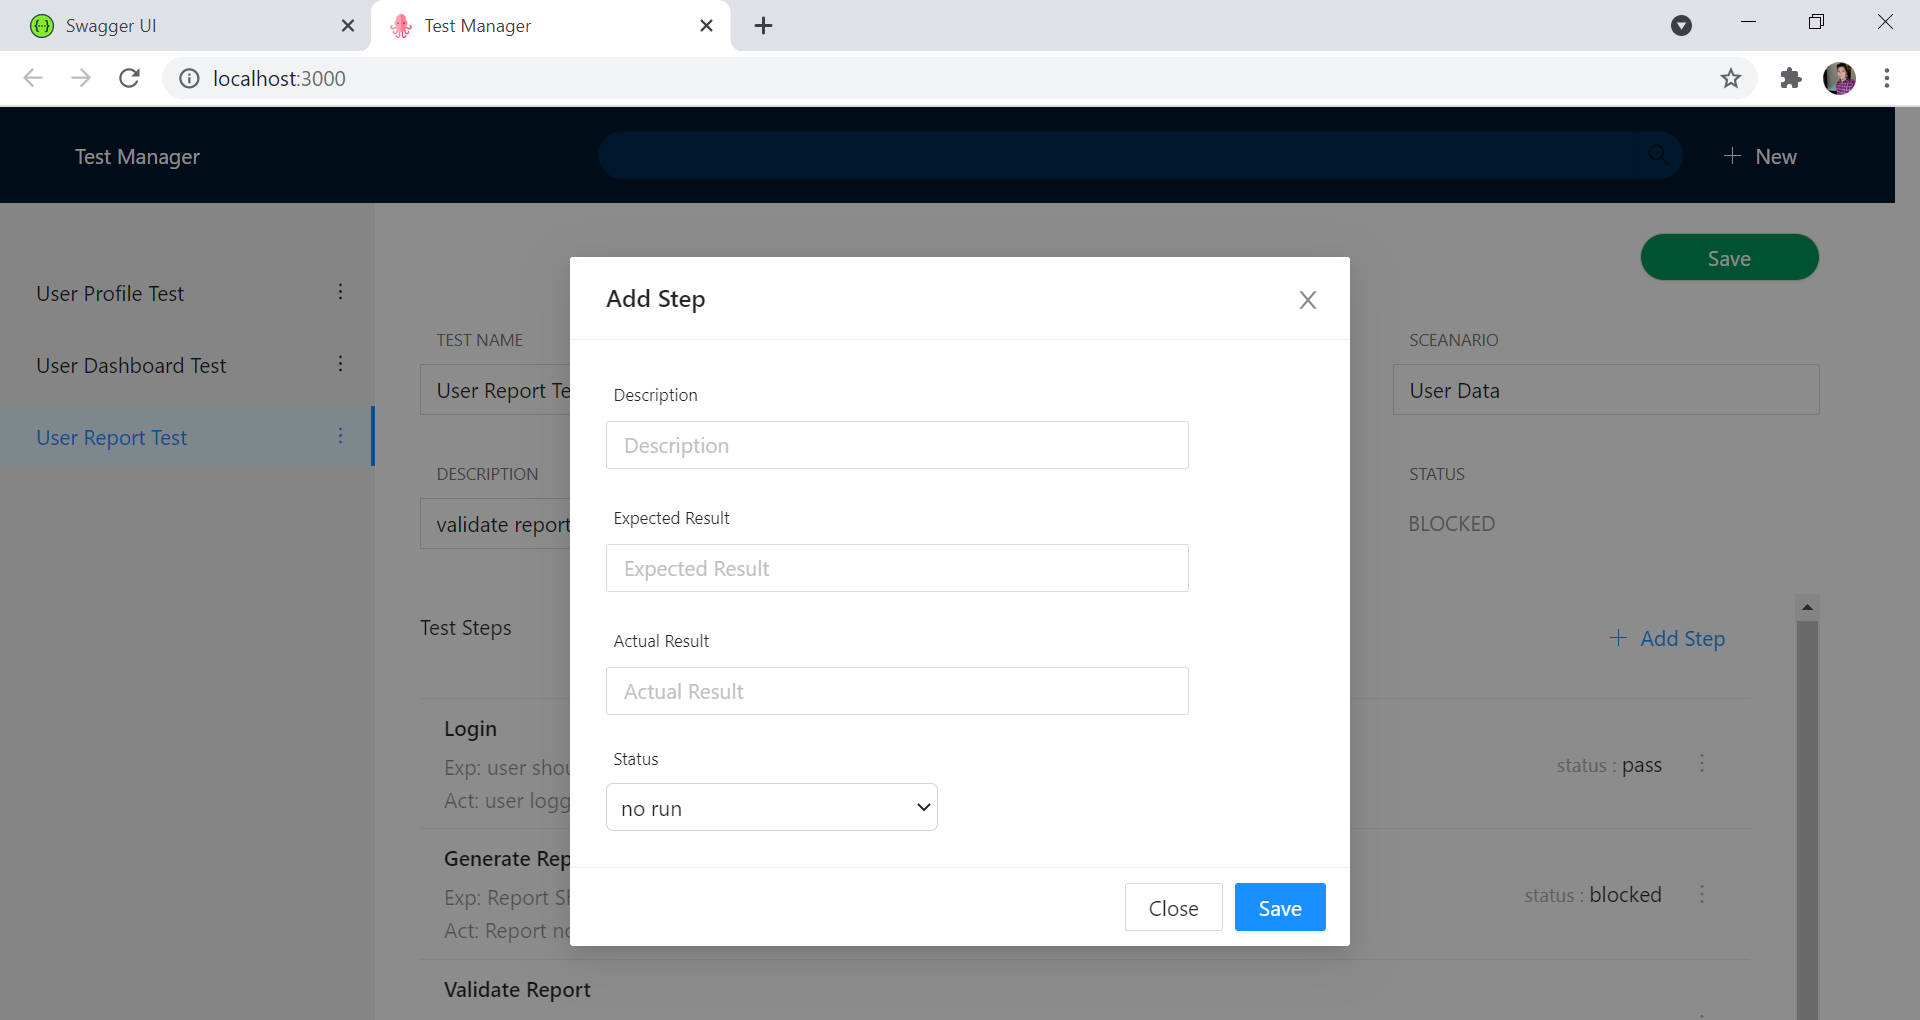 Swagger UI
Test Manager
localhost:3000
Test Manager
New
User Profile Test
User Dashboard Test
User Report Test
Save
TEST NAME
User Report Te
SCEANARIO
User Data
DESCRIPTION
validate report
STATUS
BLOCKED
Test Steps
Add Step
Login
Exp: user shou
Act: user logg
status : pass
Generate Rep
Exp: Report Sh
Act: Report no
status : blocked
Validate Report
Add Step
Description
Description
Expected Result
Expected Result
Actual Result
Actual Result
Status
no run
Close
Save